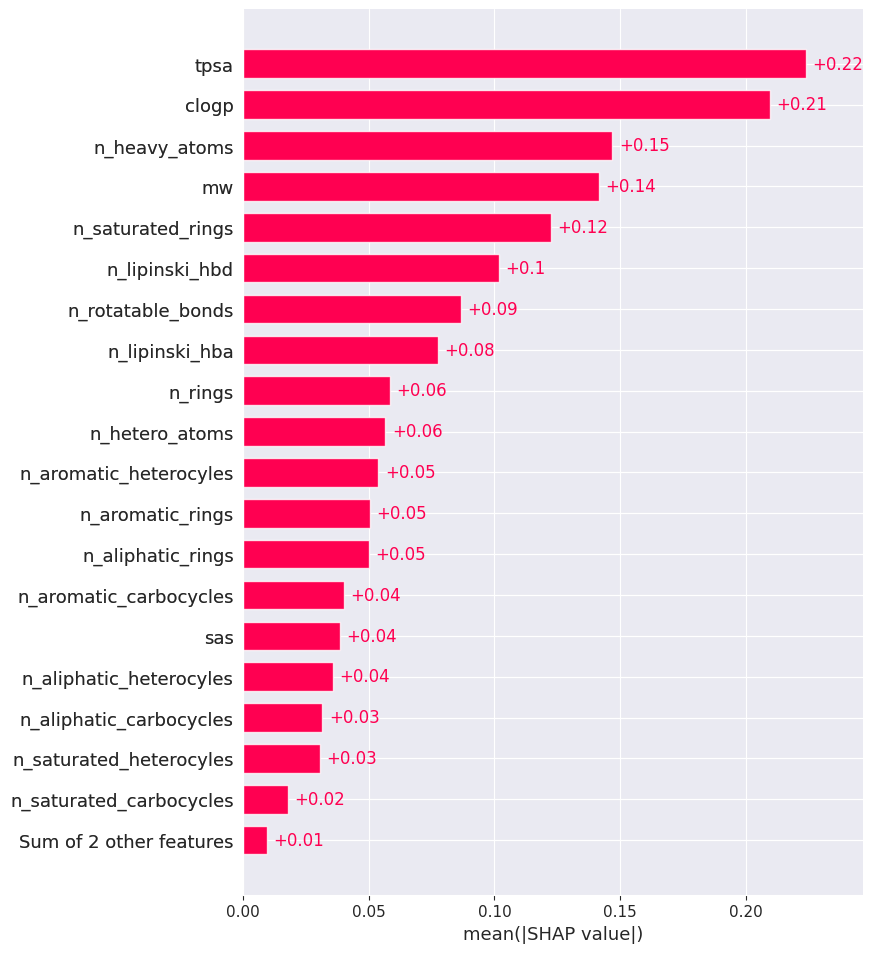 tpsa +0.22
clogp +0.21
n_heavy_atoms +0.15
mw +0.14
n_saturated_rings +0.12
n_lipinski_hbd +0.1
n_rotatable_bonds +0.09
n_lipinski_hba +0.08
n_rings +0.06
n_hetero_atoms +0.06
n_aromatic_heterocyles +0.05
n_aromatic_rings +0.05
n_aliphatic_rings +0.05
n_aromatic_carbocycles +0.04
sas +0.04
n_aliphatic_heterocyles +0.04
n_aliphatic_carbocycles +0.03
n_saturated_heterocyles +0.03
n_saturated_carbocycles +0.02
Sum of 2 other features +0.01
0.00 0.05 0.10 0.15 0.20
mean(|SHAP value|)